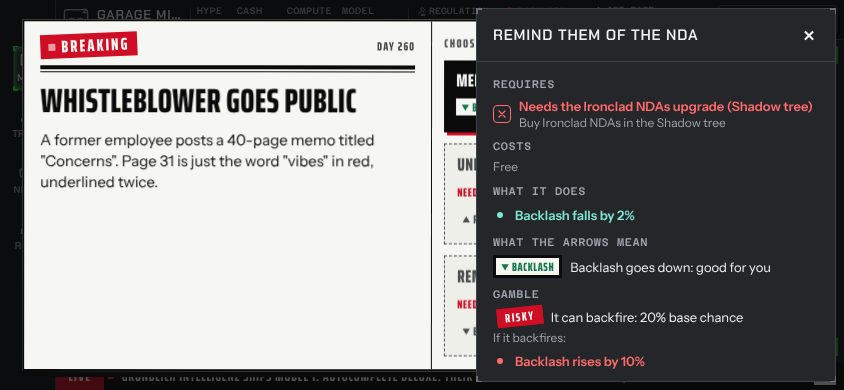 GARAGE MI...
HYPE CASH COMPUTE MODEL
BREAKING
DAY 260
WHISTLEBLOWER GOES PUBLIC
A former employee posts a 40-page memo titled
"Concerns". Page 31 is just the word "vibes" in red,
underlined twice.
REMIND THEM OF THE NDA
REQUIRES
Needs the Ironclad NDAs upgrade (Shadow tree)
Buy Ironclad NDAs in the Shadow tree
COSTS
Free
WHAT IT DOES
Backlash falls by 2%
WHAT THE ARROWS MEAN
▼ BACKLASH Backlash goes down: good for you
GAMBLE
RISKY It can backfire: 20% base chance
If it backfires:
Backlash rises by 10%
LIVE